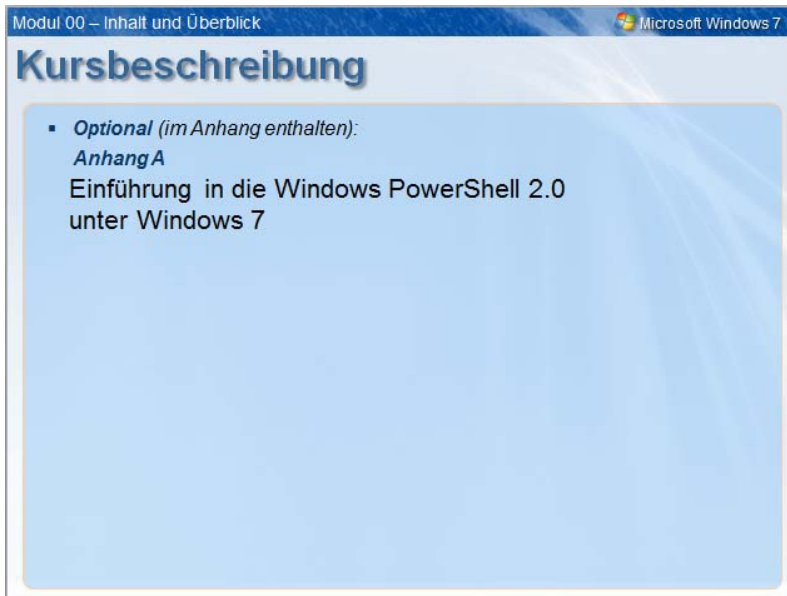 Modul 00 – Inhalt und Überblick
Microsoft Windows 7
Kursbeschreibung
▪ Optional (im Anhang enthalten):
Anhang A
Einführung in die Windows PowerShell 2.0
unter Windows 7